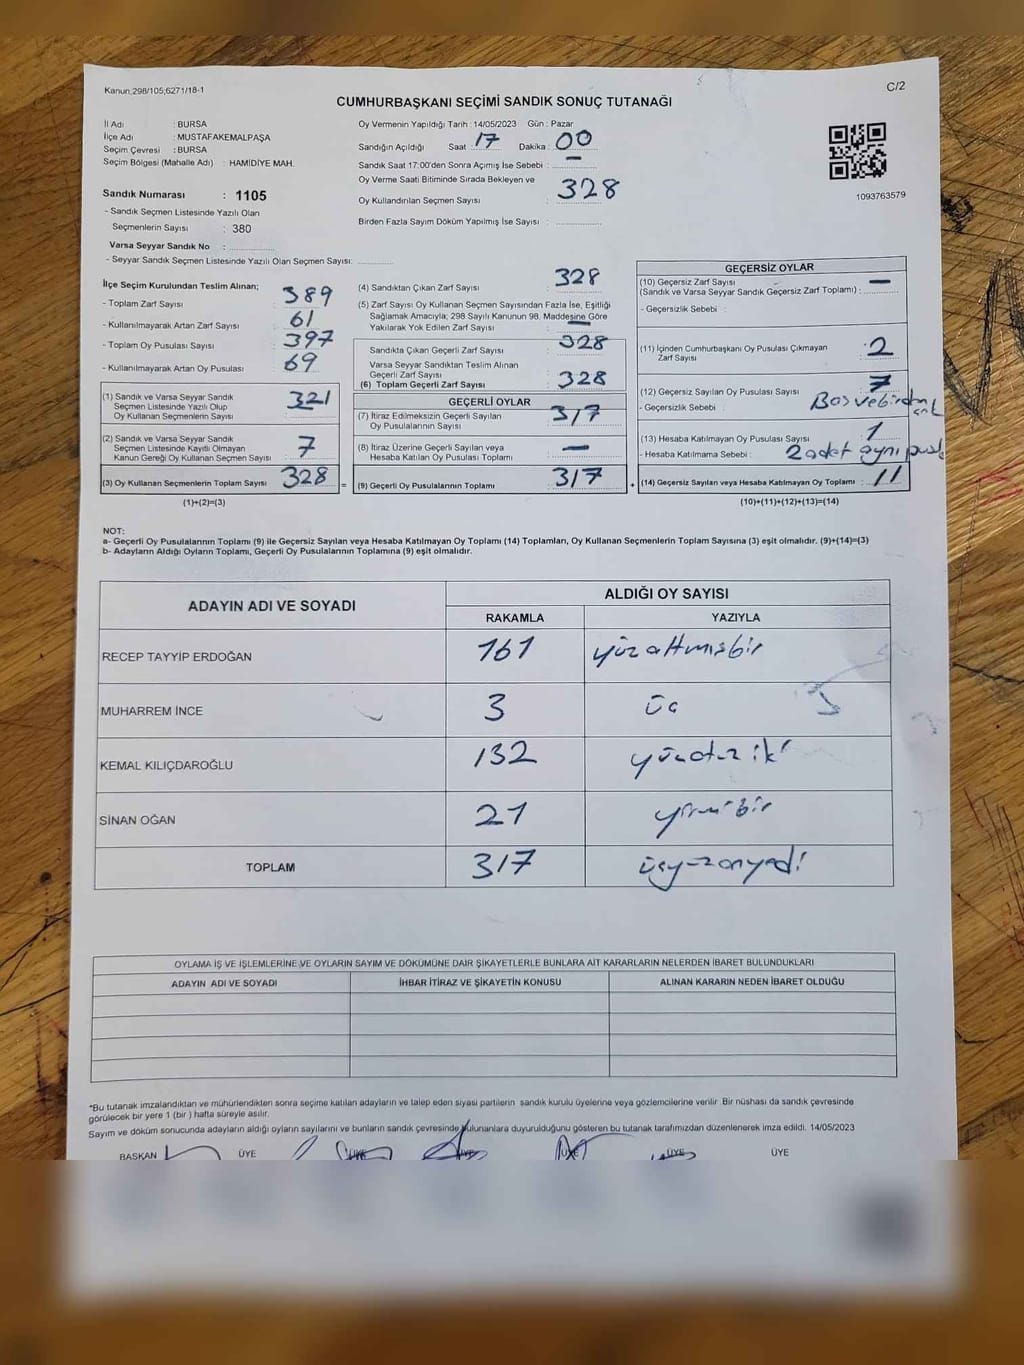 Kanun,298/105;6271/18-1
C/2
CUMHURBAŞKANI SEÇİMİ SANDIK SONUÇ TUTANAĞI
İl Adı : BURSA
İlçe Adı : MUSTAFAKEMALPAŞA
Seçim Çevresi : BURSA
Seçim Bölgesi (Mahalle Adı) : HAMİDİYE MAH.
Sandık Numarası : 1105
- Sandık Seçmen Listesinde Yazılı Olan
Seçmenlerin Sayısı : 380
Varsa Seyyar Sandık No :
- Seyyar Sandık Seçmen Listesinde Yazılı Olan Seçmen Sayısı:
Oy Vermenin Yapıldığı Tarih : 14/05/2023 Gün : Pazar
Sandığın Açıldığı Saat : 17 Dakika : 00
Sandık Saat 17:00'den Sonra Açımış İse Sebebi : —
Oy Verme Saati Bitiminde Sırada Bekleyen ve
Oy Kullandırılan Seçmen Sayısı : 328
Birden Fazla Sayım Döküm Yapılmış İse Sayısı :
1093763579
İlçe Seçim Kurulundan Teslim Alınan;
- Toplam Zarf Sayısı : 389
- Kullanılmayarak Artan Zarf Sayısı : 61
- Toplam Oy Pusulası Sayısı : 397
- Kullanılmayarak Artan Oy Pusulası : 69
(1) Sandık ve Varsa Seyyar Sandık
Seçmen Listesinde Yazılı Olup
Oy Kullanan Seçmenlerin Sayısı : 321
(2) Sandık ve Varsa Seyyar Sandık
Seçmen Listesinde Kayıtlı Olmayan
Kanun Gereği Oy Kullanan Seçmen Sayısı : 7
(3) Oy Kullanan Seçmenlerin Toplam Sayısı : 328 =
(1)+(2)=(3)
(4) Sandıktan Çıkan Zarf Sayısı : 328
(5) Zarf Sayısı Oy Kullanan Seçmen Sayısından Fazla İse, Eşitliği
Sağlamak Amacıyla; 298 Sayılı Kanunun 98. Maddesine Göre
Yakılarak Yok Edilen Zarf Sayısı : —
Sandıkta Çıkan Geçerli Zarf Sayısı : 328
Varsa Seyyar Sandıktan Teslim Alınan
Geçerli Zarf Sayısı
(6) Toplam Geçerli Zarf Sayısı : 328
GEÇERLİ OYLAR
(7) İtiraz Edilmeksizin Geçerli Sayılan
Oy Pusulalarının Sayısı : 317
(8) İtiraz Üzerine Geçerli Sayılan veya
Hesaba Katılan Oy Pusulası Toplamı : —
(9) Geçerli Oy Pusulalarının Toplamı : 317 +
GEÇERSİZ OYLAR
(10) Geçersiz Zarf Sayısı —
(Sandık ve Varsa Seyyar Sandık Geçersiz Zarf Toplamı) :
- Geçersizlik Sebebi :
(11) İçinden Cumhurbaşkanı Oy Pusulası Çıkmayan
Zarf Sayısı : 2
(12) Geçersiz Sayılan Oy Pusulası Sayısı : 7
- Geçersizlik Sebebi : Boş ve birden
(13) Hesaba Katılmayan Oy Pusulası Sayısı : 1
- Hesaba Katılmama Sebebi : 2 adet aynı pusula
(14) Geçersiz Sayılan veya Hesaba Katılmayan Oy Toplamı : 11
(10)+(11)+(12)+(13)=(14)
NOT:
a- Geçerli Oy Pusulalarının Toplamı (9) ile Geçersiz Sayılan veya Hesaba Katılmayan Oy Toplamı (14) Toplamları, Oy Kullanan Seçmenlerin Toplam Sayısına (3) eşit olmalıdır. (9)+(14)=(3)
b- Adayların Aldığı Oyların Toplamı, Geçerli Oy Pusulalarının Toplamına (9) eşit olmalıdır.
ADAYIN ADI VE SOYADI ALDIĞI OY SAYISI
RAKAMLA YAZIYLA
RECEP TAYYİP ERDOĞAN 161 yüzaltmışbir
MUHARREM İNCE 3 üç
KEMAL KILIÇDAROĞLU 132 yüzotuziki
SİNAN OĞAN 21 yirmibir
TOPLAM 317 üçyüzonyedi
OYLAMA İŞ VE İŞLEMLERİNE VE OYLARIN SAYIM VE DÖKÜMÜNE DAİR ŞİKAYETLERLE BUNLARA AİT KARARLARIN NELERDEN İBARET BULUNDUKLARI
ADAYIN ADI VE SOYADI İHBAR İTİRAZ VE ŞİKAYETİN KONUSU ALINAN KARARIN NEDEN İBARET OLDUĞU
*Bu tutanak imzalandıktan ve mühürlendikten sonra seçime katılan adayların ve talep eden siyasi partilerin sandık kurulu üyelerine veya gözlemcilerine verilir. Bir nüshası da sandık çevresinde
görülecek bir yere 1 (bir ) hafta süreyle asılır.
Sayım ve döküm sonucunda adayların aldığı oyların sayılarını ve bunların sandık çevresinde bulunanlara duyurulduğunu gösteren bu tutanak tarafımızdan düzenlenerek imza edildi. 14/05/2023
BAŞKAN ÜYE ÜYE ÜYE ÜYE ÜYE ÜYE